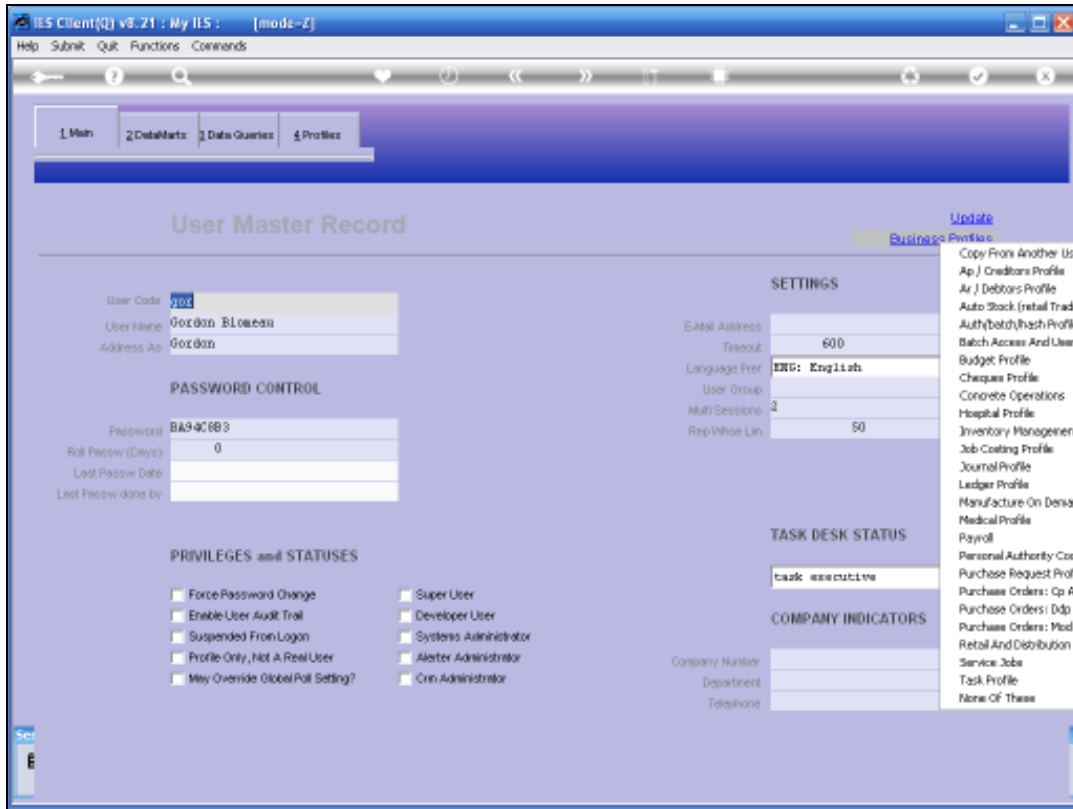 IES Client(Q) v8.21 : My IES : [mode-Z]
Help Submit Quit Functions Commands
1 Main 2 DataMarts 3 Data Queries 4 Profiles
User Master Record
Update
Business Profiles
Copy From Another Us
Ap / Creditors Profile
Ar / Debtors Profile
Auto Stock (retail Trad
Auth/batch/hash Profil
Batch Access And User
Budget Profile
Cheques Profile
Concrete Operations
Hospital Profile
Inventory Managemen
Job Costing Profile
Journal Profile
Ledger Profile
Manufacture On Dema
Medical Profile
Payroll
Personal Authority Coo
Purchase Request Prof
Purchase Orders: Cp A
Purchase Orders: Ddp
Purchase Orders: Mod
Retail And Distribution
Service Jobs
Task Profile
None Of These
User Code gor
User Name Gordon Blomeau
Address As Gordon
PASSWORD CONTROL
Password BA94C8B3
Roll Passw (Days) 0
Last Passw Date
Last Passw done by
PRIVILEGES and STATUSES
Force Password Change
Enable User Audit Trail
Suspended From Logon
Profile Only, Not A Real User
May Override Global Poll Setting?
Super User
Developer User
Systems Administrator
Alerter Administrator
Crm Administrator
SETTINGS
E-Mail Address
Timeout 600
Language Pref ENG: English
User Group
Multi Sessions 2
Rep Whse Lim 50
TASK DESK STATUS
task executive
COMPANY INDICATORS
Company Number
Department
Telephone
Ser